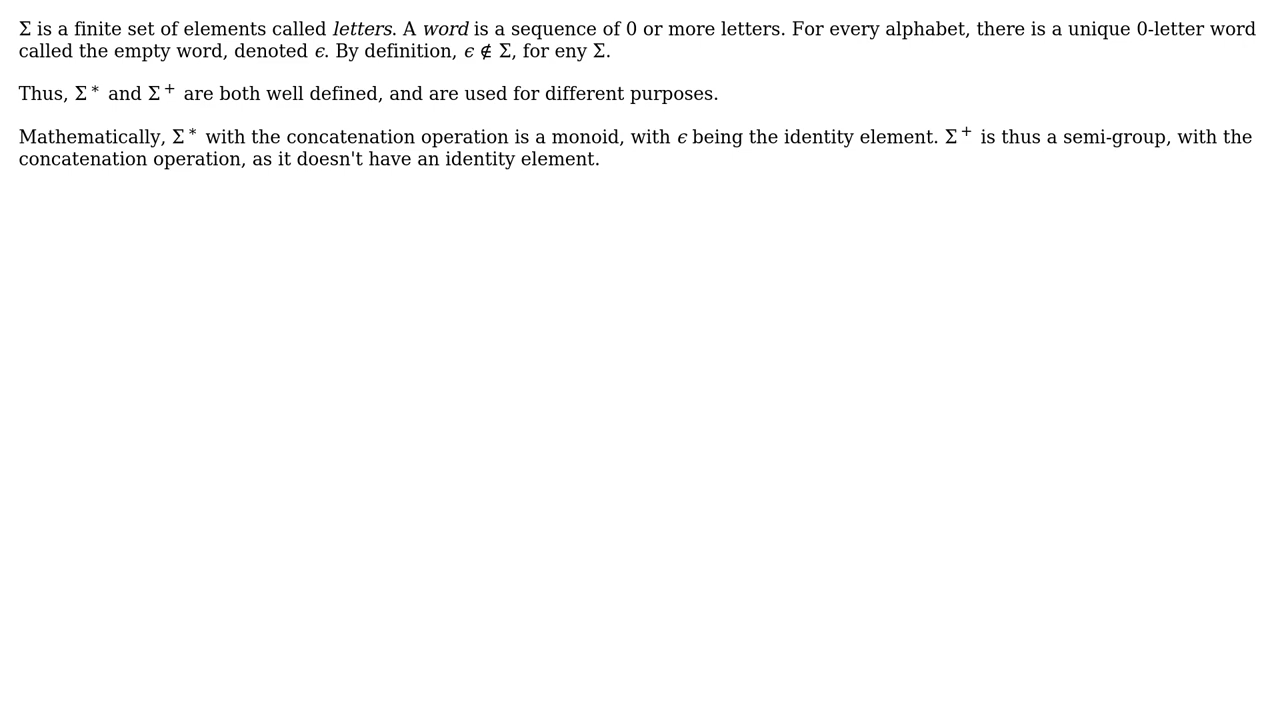 Σ is a finite set of elements called letters. A word is a sequence of 0 or more letters. For every alphabet, there is a unique 0-letter word
called the empty word, denoted ϵ. By definition, ϵ ∉ Σ, for eny Σ.
Thus, Σ* and Σ⁺ are both well defined, and are used for different purposes.
Mathematically, Σ* with the concatenation operation is a monoid, with ϵ being the identity element. Σ⁺ is thus a semi-group, with the
concatenation operation, as it doesn't have an identity element.